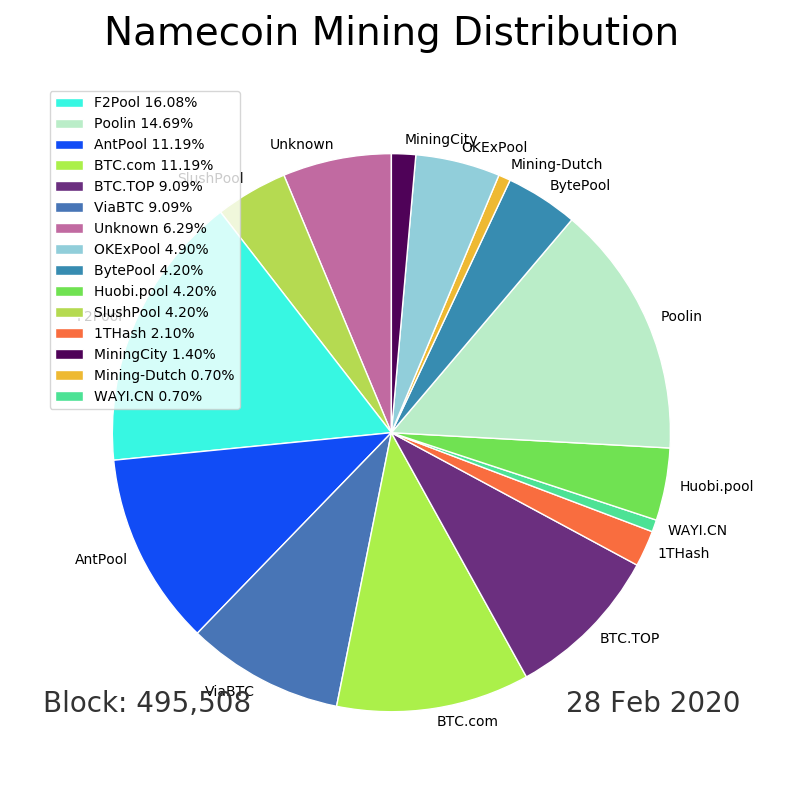 Namecoin Mining Distribution
F2Pool 16.08%
Poolin 14.69%
AntPool 11.19%
BTC.com 11.19%
BTC.TOP 9.09%
ViaBTC 9.09%
Unknown 6.29%
OKExPool 4.90%
BytePool 4.20%
Huobi.pool 4.20%
SlushPool 4.20%
1THash 2.10%
MiningCity 1.40%
Mining-Dutch 0.70%
WAYI.CN 0.70%
MiningCity
OKExPool
Mining-Dutch
BytePool
Poolin
Huobi.pool
WAYI.CN
1THash
BTC.TOP
BTC.com
ViaBTC
AntPool
F2Pool
SlushPool
Unknown
Block: 495,508
28 Feb 2020